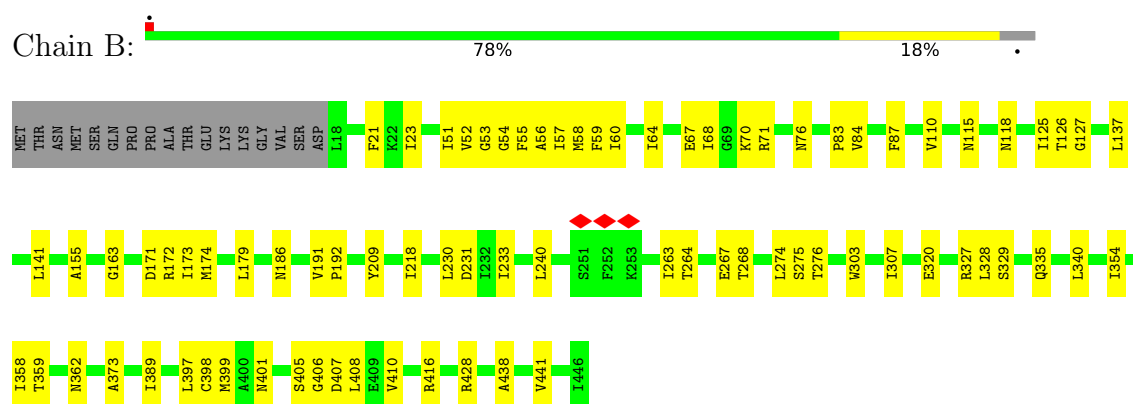 Chain B:
78% 18%
MET THR ASN MET SER GLN PRO PRO ALA THR GLU LYS LYS GLY VAL SER ASP L18 F21 K22 I23 I51 V52 G53 G54 F55 A56 I57 M58 F59 I60 I64 E67 I68 G69 K70 R71 N76 P83 V84 F87 V110 N115 N118 I125 T126 G127 L137
L141 A155 G163 D171 R172 I173 M174 L179 N186 V191 P192 Y209 I218 L230 D231 I232 I233 L240 S251 F252 K253 I263 T264 E267 T268 L274 S275 T276 W303 I307 E320 R327 L328 S329 Q335 L340 I354
I358 T359 N362 A373 I389 L397 C398 M399 A400 N401 S405 G406 D407 L408 E409 V410 R416 R428 A438 V441 I446